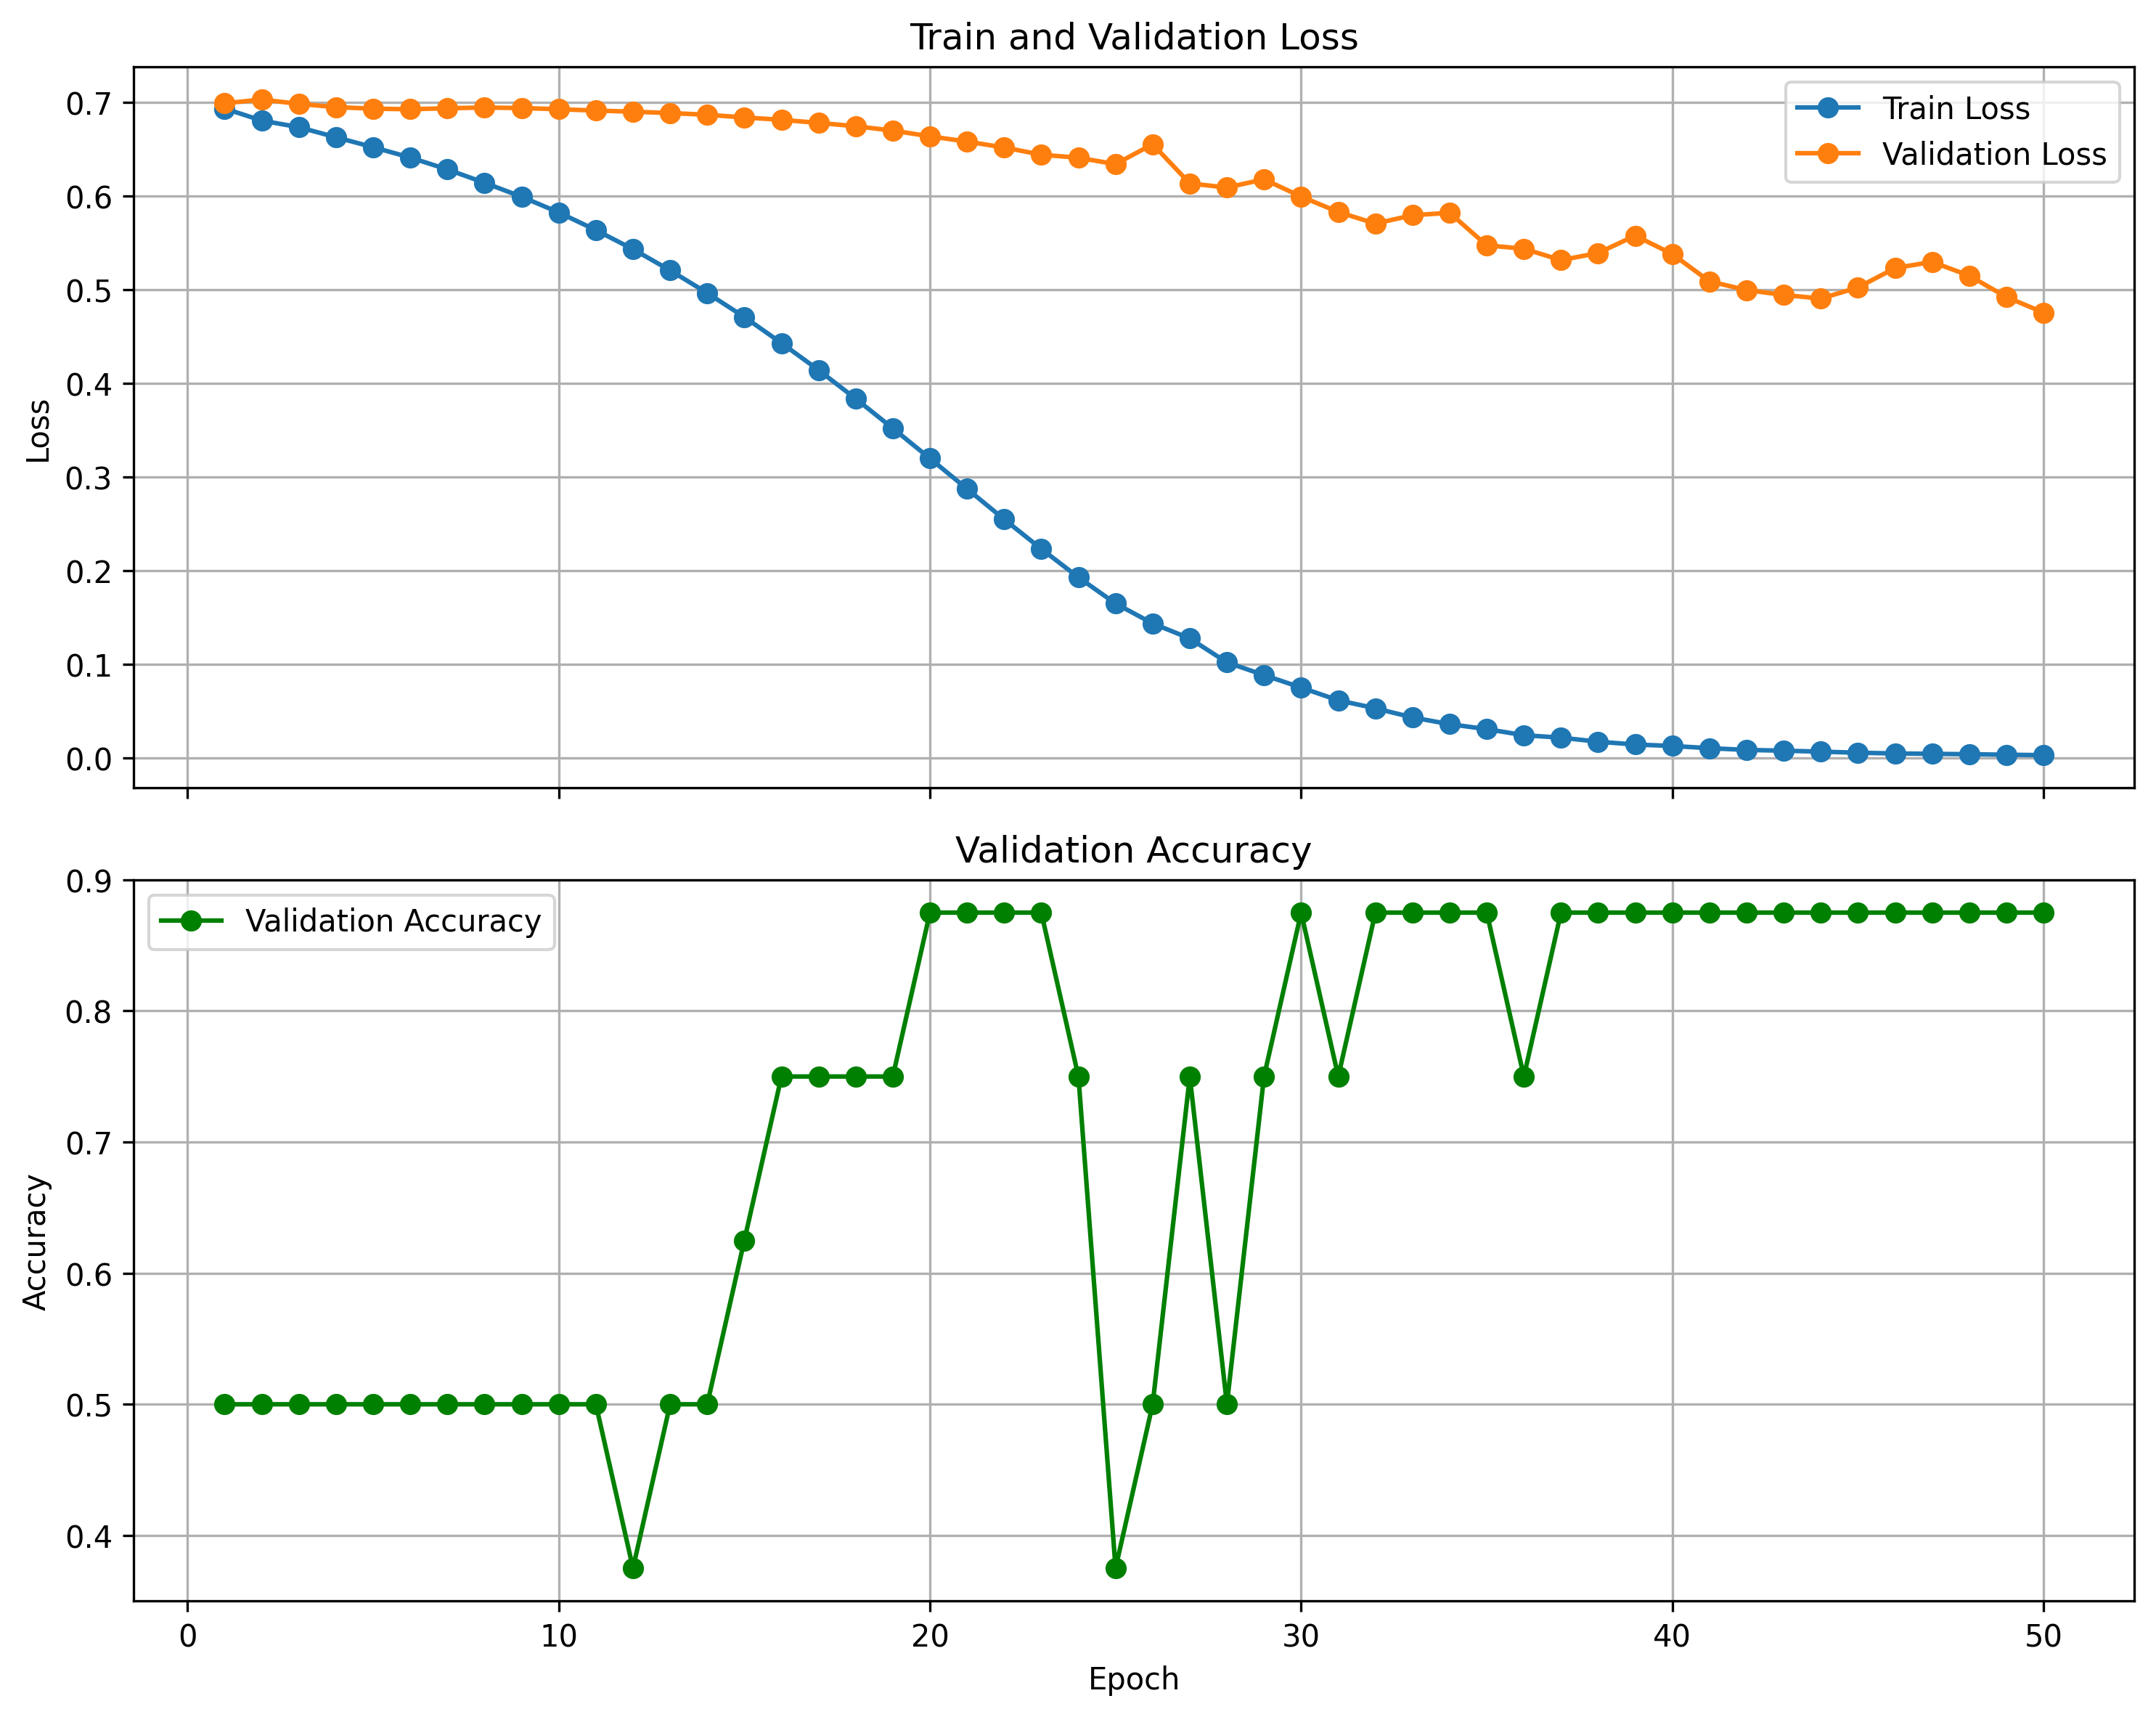 Train and Validation Loss
0.7
0.6
0.5
0.4
0.3
0.2
0.1
0.0
Loss
Train Loss
Validation Loss
Validation Accuracy
0.9
0.8
0.7
0.6
0.5
0.4
Accuracy
Validation Accuracy
0 10 20 30 40 50
Epoch